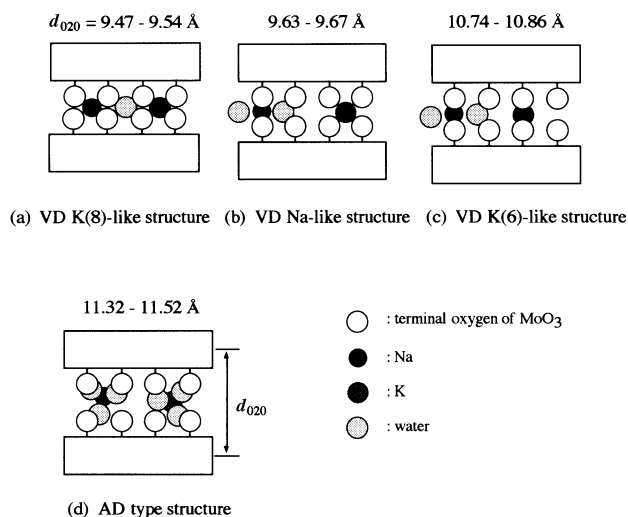 d020 = 9.47 - 9.54 Å
9.63 - 9.67 Å
10.74 - 10.86 Å
(a) VD K(8)-like structure
(b) VD Na-like structure
(c) VD K(6)-like structure
11.32 - 11.52 Å
d020
(d) AD type structure
: terminal oxygen of MoO3
: Na
: K
: water